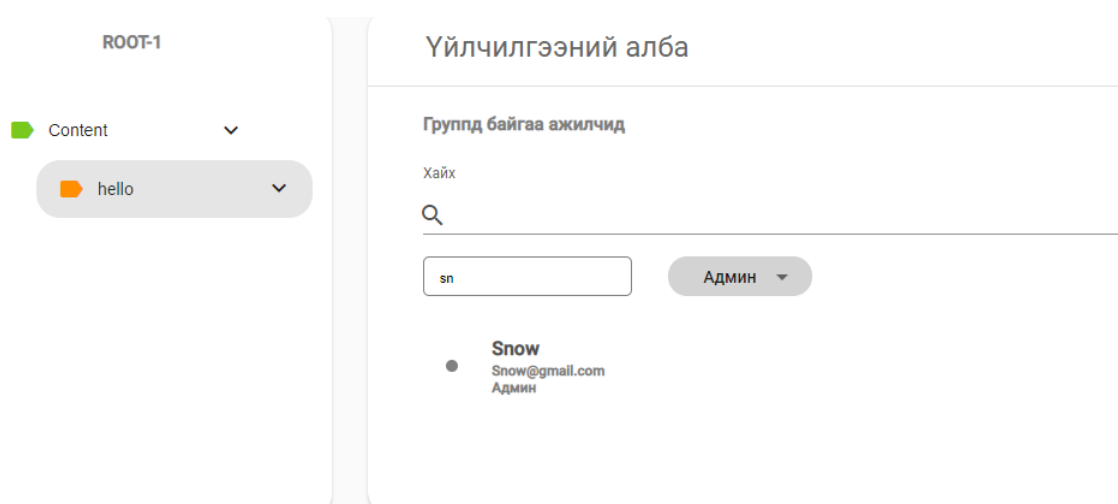 ROOT-1
Content
hello
Үйлчилгээний алба
Группд байгаа ажилчид
Хайх
sn
Админ
Snow
Snow@gmail.com
Админ